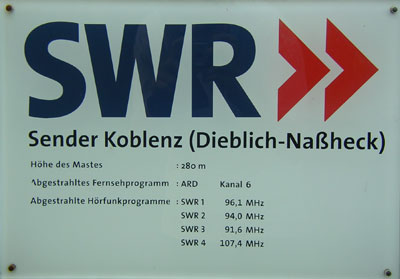 SWR
Sender Koblenz (Dieblich-Naßheck)
Höhe des Mastes : 280 m
Abgestrahltes Fernsehprogramm : ARD Kanal 6
Abgestrahlte Hörfunkprogramme : SWR 1 96,1 MHz
SWR 2 94,0 MHz
SWR 3 91,6 MHz
SWR 4 107,4 MHz